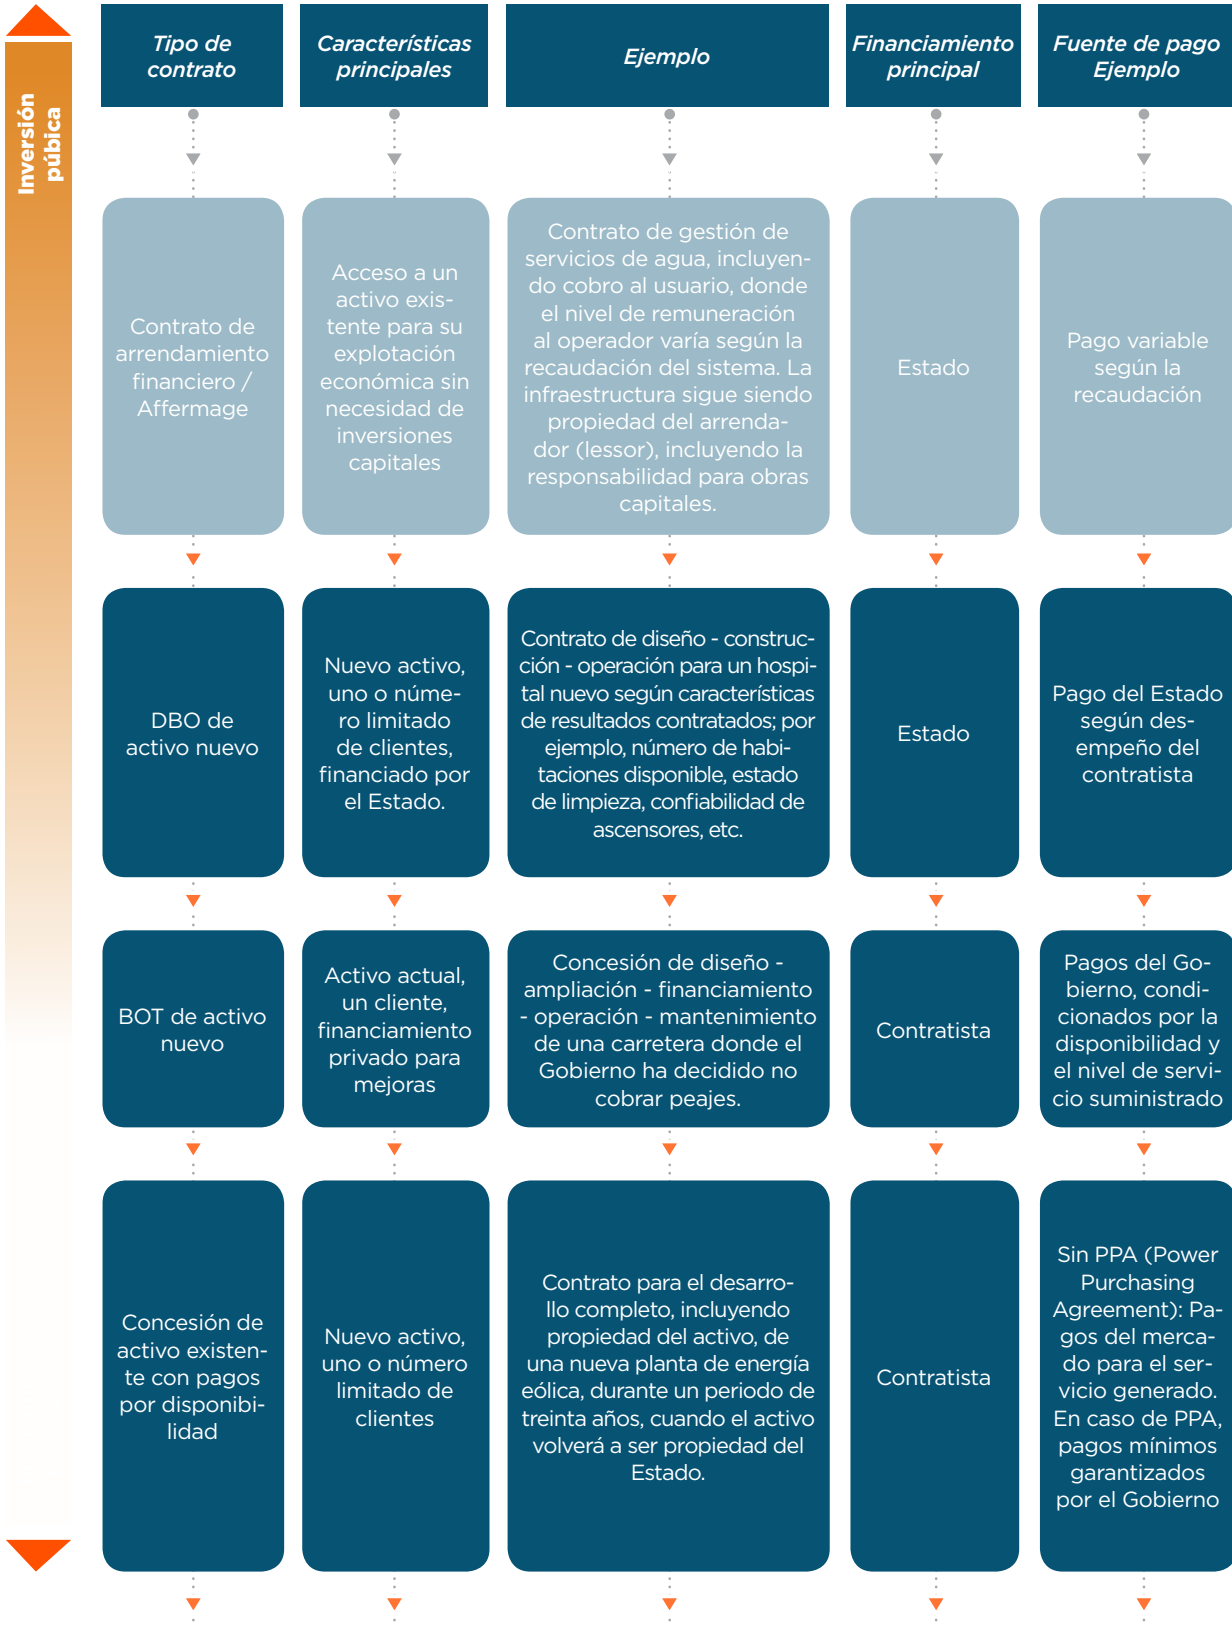 Inversión
púbica
Tipo de
contrato
Características
principales
Ejemplo
Financiamiento
principal
Fuente de pago
Ejemplo
Contrato de
arrendamiento
financiero /
Affermage
Acceso a un
activo exis-
tente para su
explotación
económica sin
necesidad de
inversiones
capitales
Contrato de gestión de
servicios de agua, incluyen-
do cobro al usuario, donde
el nivel de remuneración
al operador varía según la
recaudación del sistema. La
infraestructura sigue siendo
propiedad del arrenda-
dor (lessor), incluyendo la
responsabilidad para obras
capitales.
Estado
Pago variable
según la
recaudación
DBO de
activo nuevo
Nuevo activo,
uno o núme-
ro limitado
de clientes,
financiado por
el Estado.
Contrato de diseño - construc-
ción - operación para un hospi-
tal nuevo según características
de resultados contratados; por
ejemplo, número de habi-
taciones disponible, estado
de limpieza, confiabilidad de
ascensores, etc.
Estado
Pago del Estado
según des-
empeño del
contratista
BOT de activo
nuevo
Activo actual,
un cliente,
financiamiento
privado para
mejoras
Concesión de diseño -
ampliación - financiamiento
- operación - mantenimiento
de una carretera donde el
Gobierno ha decidido no
cobrar peajes.
Contratista
Pagos del Go-
bierno, condi-
cionados por la
disponibilidad y
el nivel de servi-
cio suministrado
Concesión de
activo existen-
te con pagos
por disponibi-
lidad
Nuevo activo,
uno o número
limitado de
clientes
Contrato para el desarro-
llo completo, incluyendo
propiedad del activo, de
una nueva planta de energía
eólica, durante un periodo de
treinta años, cuando el activo
volverá a ser propiedad del
Estado.
Contratista
Sin PPA (Power
Purchasing
Agreement): Pa-
gos del merca-
do para el ser-
vicio generado.
En caso de PPA,
pagos mínimos
garantizados
por el Gobierno